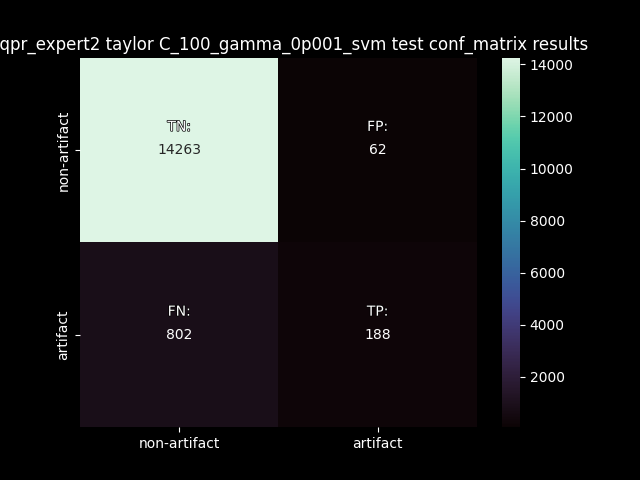 qpr_expert2 taylor C_100_gamma_0p001_svm test conf_matrix results
non-artifact
TN:
14263
FP:
62
artifact
FN:
802
TP:
188
non-artifact
artifact
14000
12000
10000
8000
6000
4000
2000